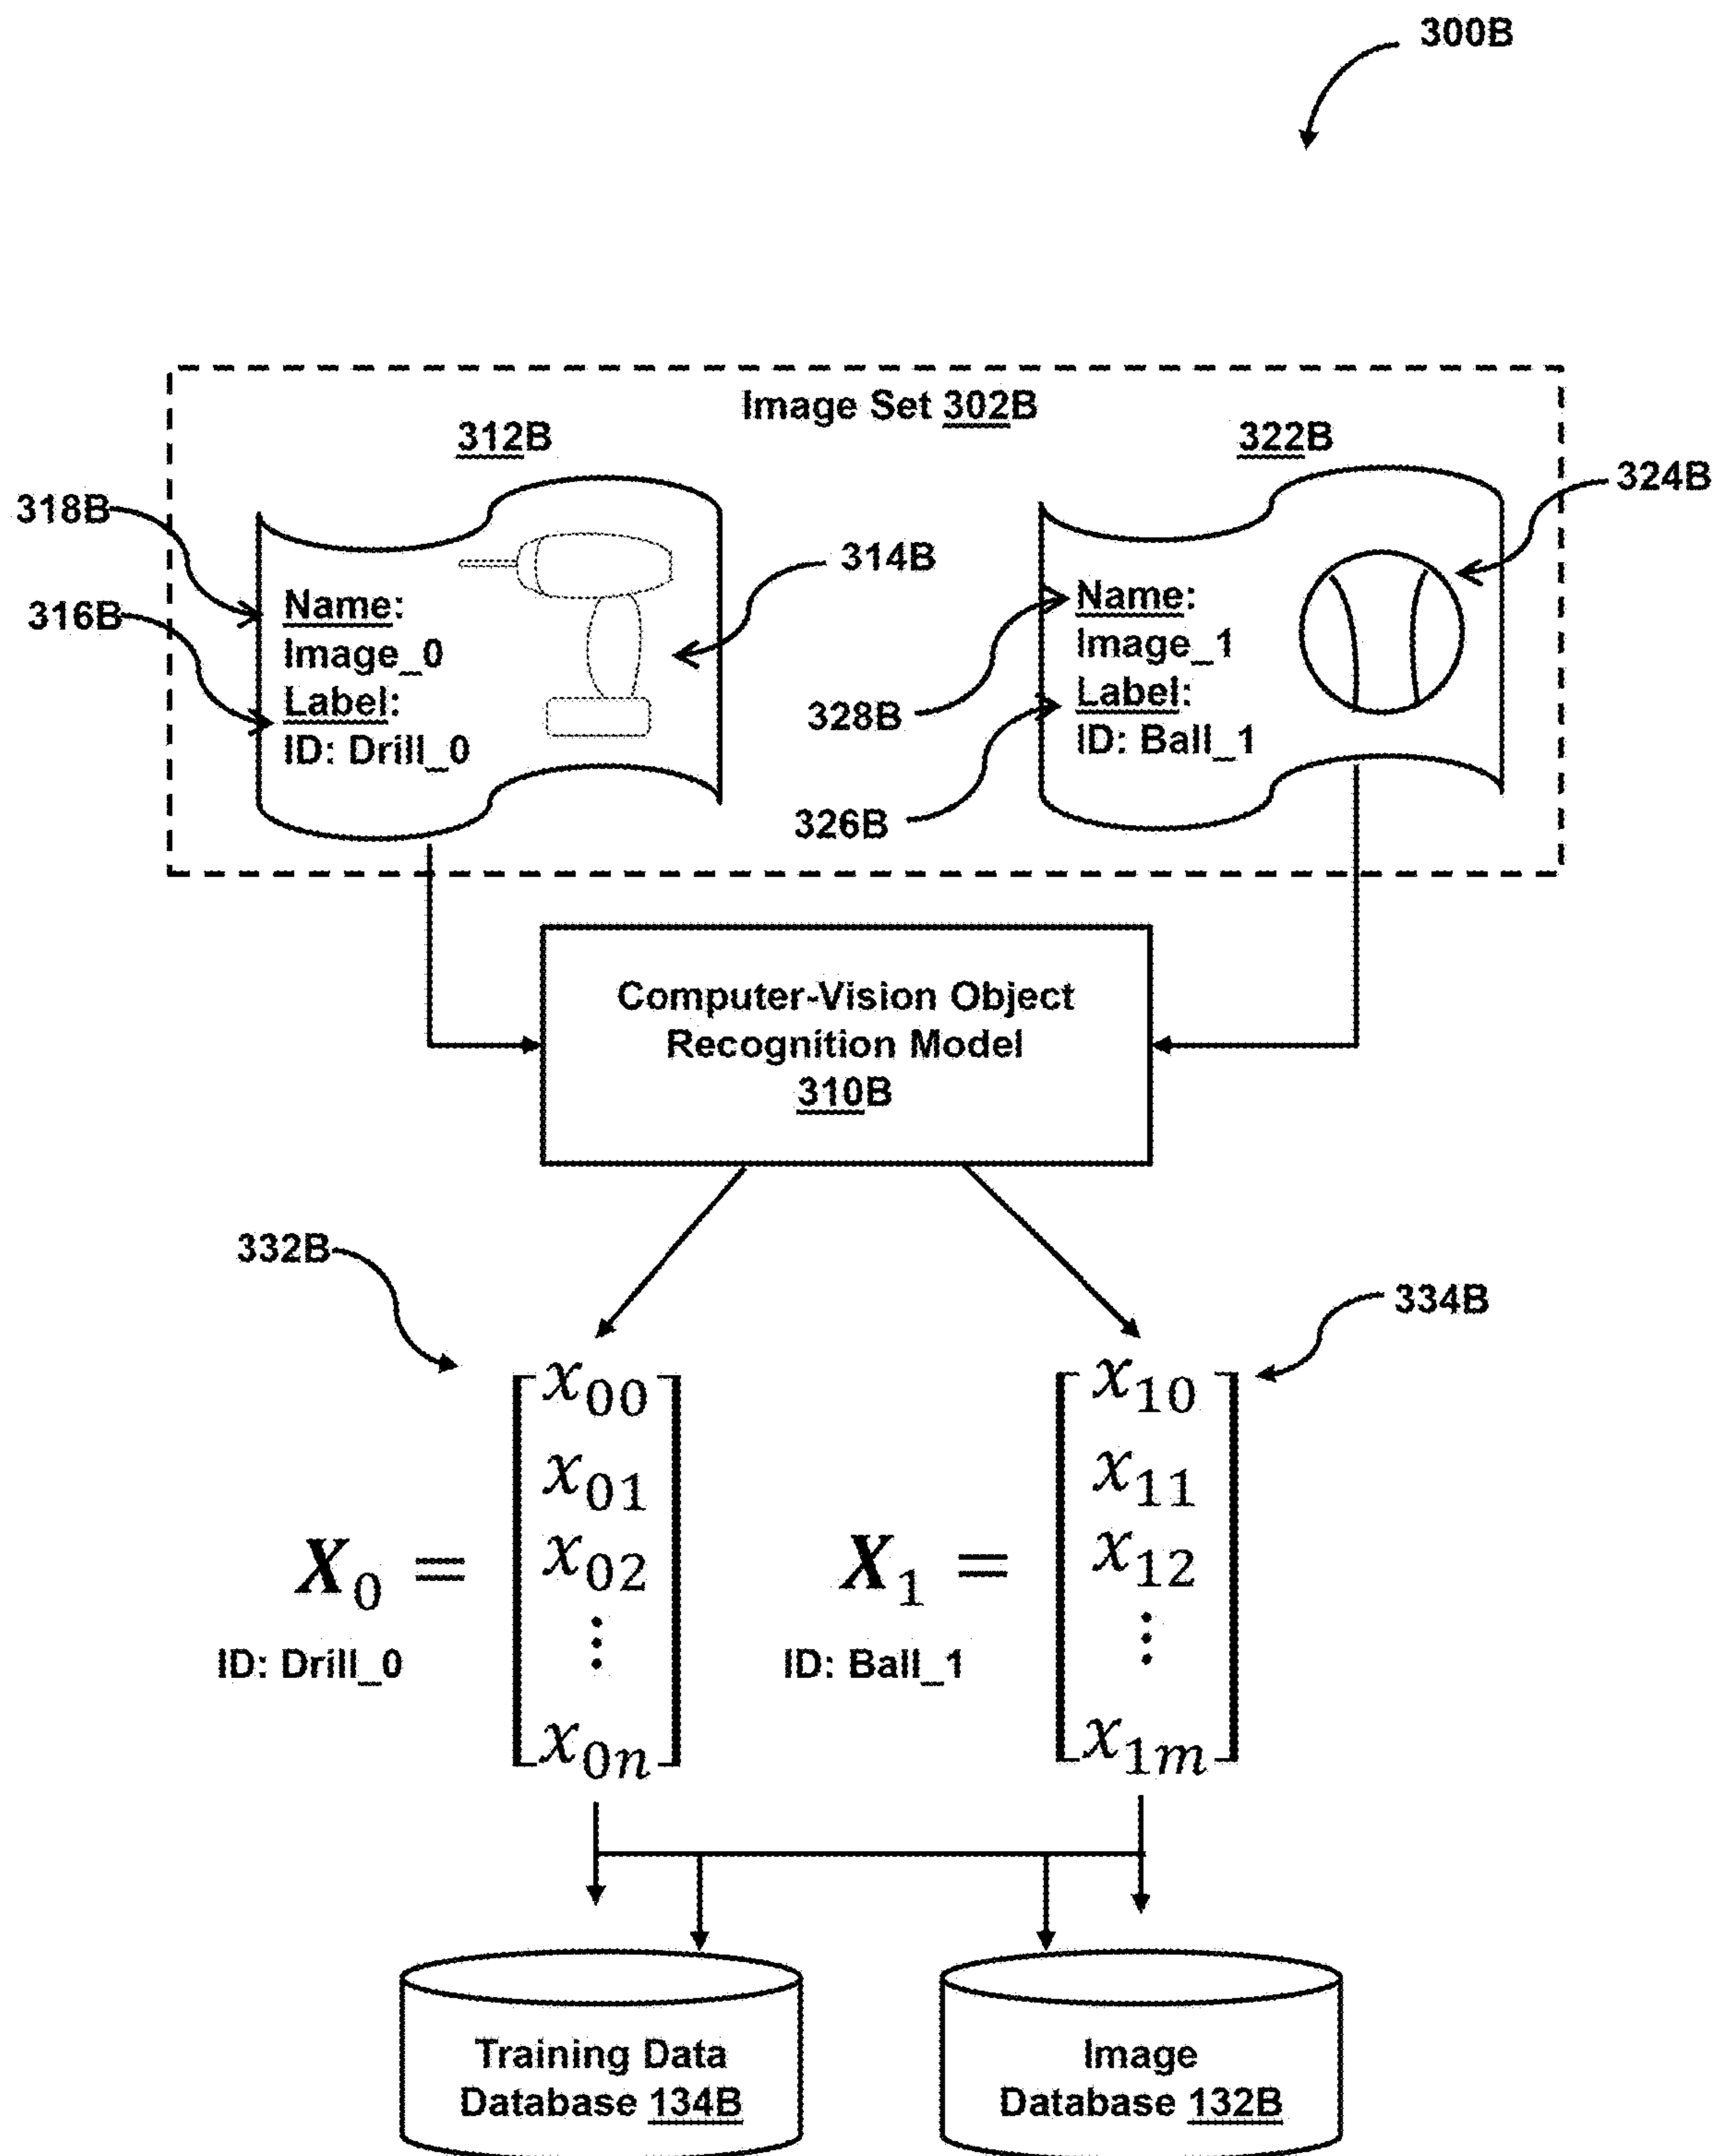 300B
Image Set 302B
312B
322B
318B
324B
314B
316B
Name:
Image_0
Label:
ID: Drill_0
Name:
Image_1
Label:
ID: Ball_1
328B
326B
Computer-Vision Object
Recognition Model
310B
332B
334B
X0 =
x00
x01
x02
⋮
x0n
ID: Drill_0
X1 =
x10
x11
x12
⋮
x1m
ID: Ball_1
Training Data
Database 134B
Image
Database 132B